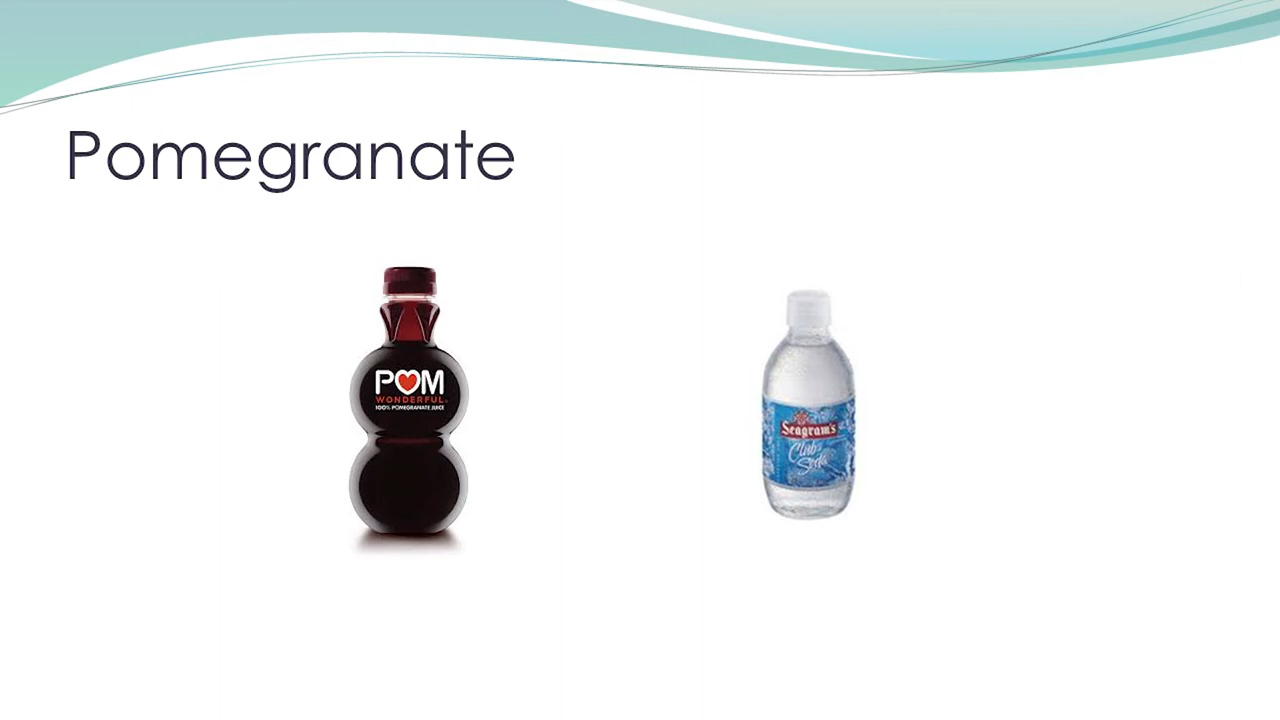 Pomegranate
POM
WONDERFUL
100% POMEGRANATE JUICE
Seagram's
Club
Soda